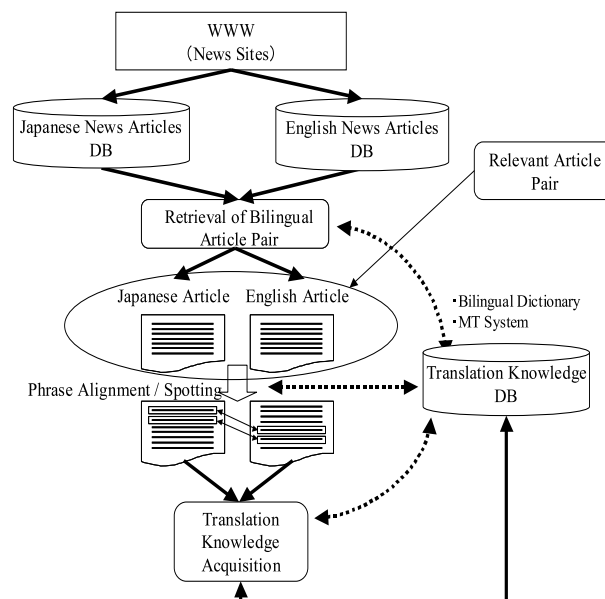 WWW
(News Sites)
Japanese News Articles
DB
English News Articles
DB
Relevant Article
Pair
Retrieval of Bilingual
Article Pair
Japanese Article
English Article
・Bilingual Dictionary
・MT System
Translation Knowledge
DB
Phrase Alignment / Spotting
Translation
Knowledge
Acquisition